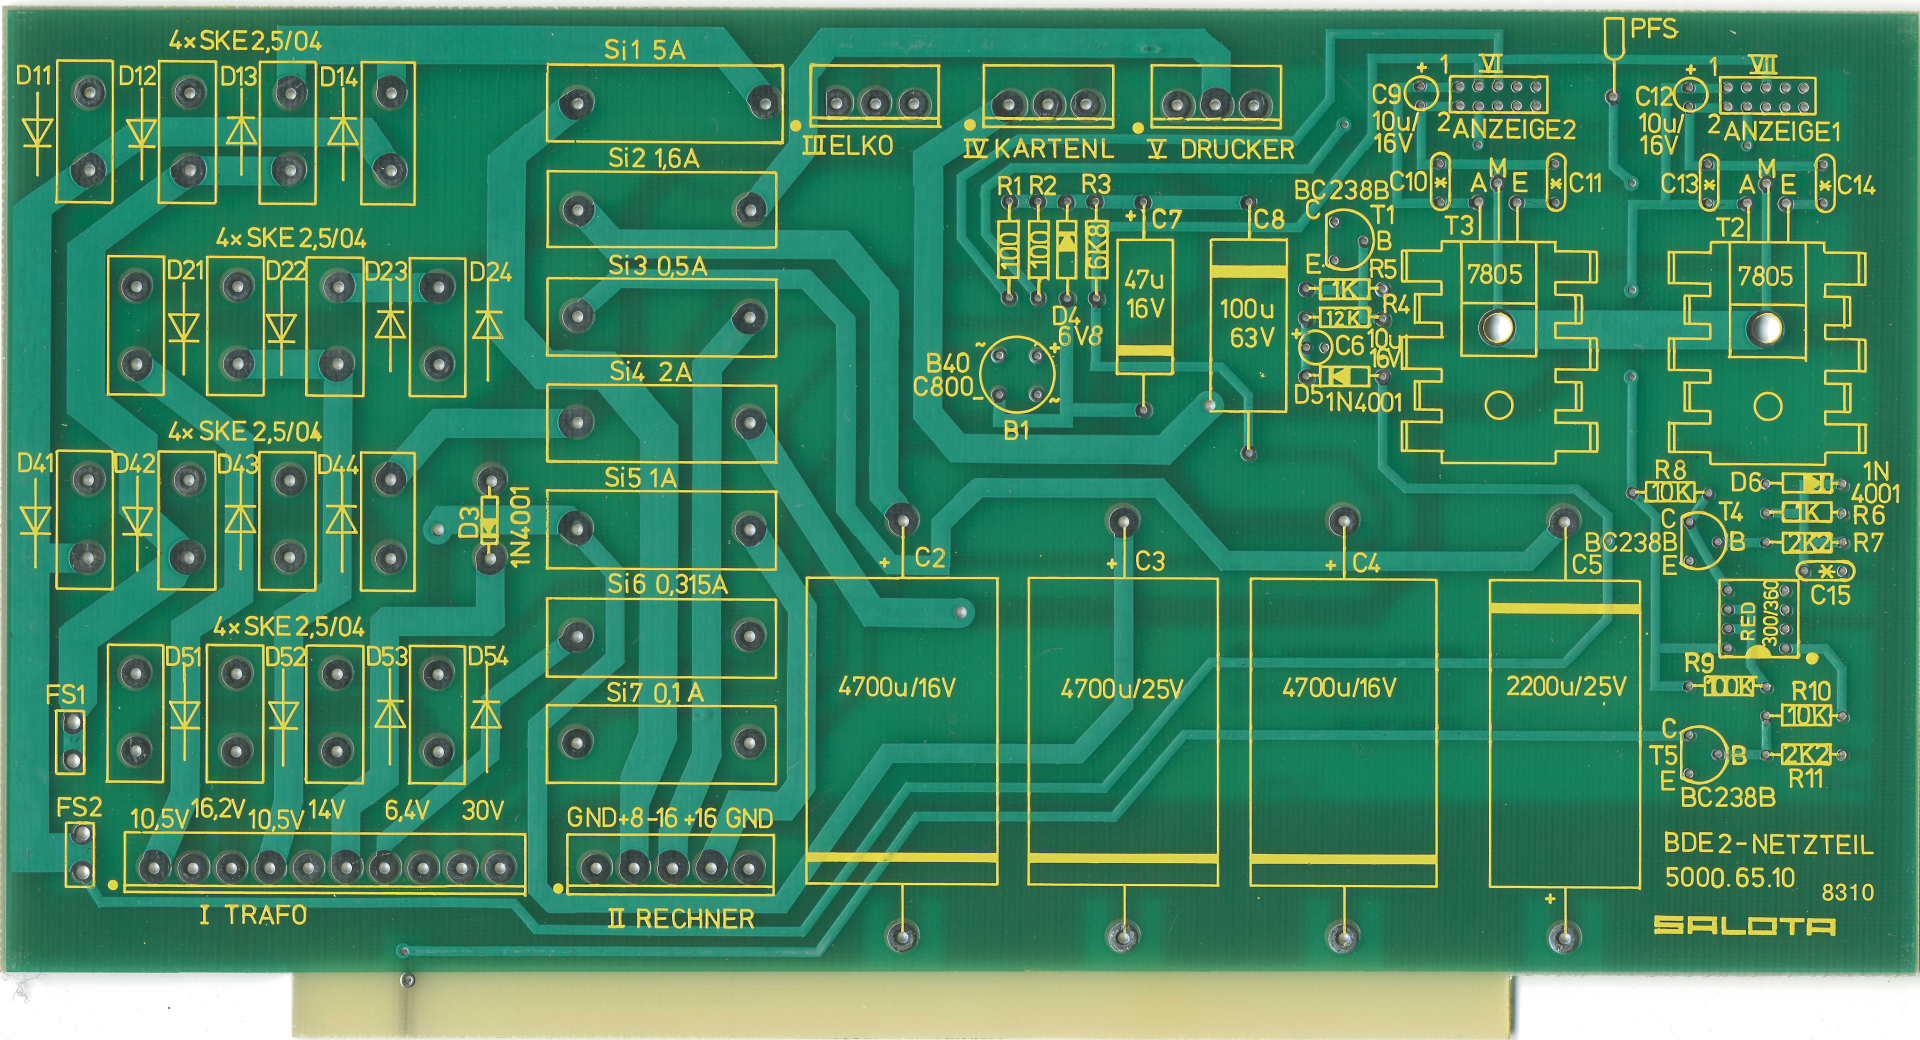 4xSKE2,5/04
D11 D12 D13 D14
Si1 5A
III ELKO
IV KARTENL
V DRUCKER
PFS
+ 1 VI
C9
10u/
16V
2 ANZEIGE2
+ 1 VII
C12
10u/
16V
2 ANZEIGE1
Si2 1,6A
R1 R2 R3
100
100
6K8
D4
6V8
+ C7
47u
16V
C8
100u
63V
BC238B
C T1
B
E
R5
1K
R4
12K
+ C6 10u
16V
D5
1N4001
C10 * A M E * C11
T3
7805
C13 * A M E * C14
T2
7805
4xSKE2,5/04
D21 D22 D23 D24
Si3 0,5A
~ +
B40
C800
- ~
B1
Si4 2A
4xSKE2,5/04
D41 D42 D43 D44
D3
1N4001
Si5 1A
R8
10K
D6 1N
4001
1K R6
2K2 R7
C T4
BC238B B
E
* C15
RED
300/360
+ C2
4700u/16V
+ C3
4700u/25V
+ C4
4700u/16V
C5
2200u/25V
+
Si6 0,315A
4xSKE2,5/04
D51 D52 D53 D54
Si7 0,1A
R9
100K
R10
10K
2K2
R11
C
T5 B
E
BC238B
FS1
FS2
10,5V 16,2V 10,5V 14V 6,4V 30V
I TRAFO
GND +8 -16 +16 GND
II RECHNER
BDE2-NETZTEIL
5000.65.10
8310
SALOTA